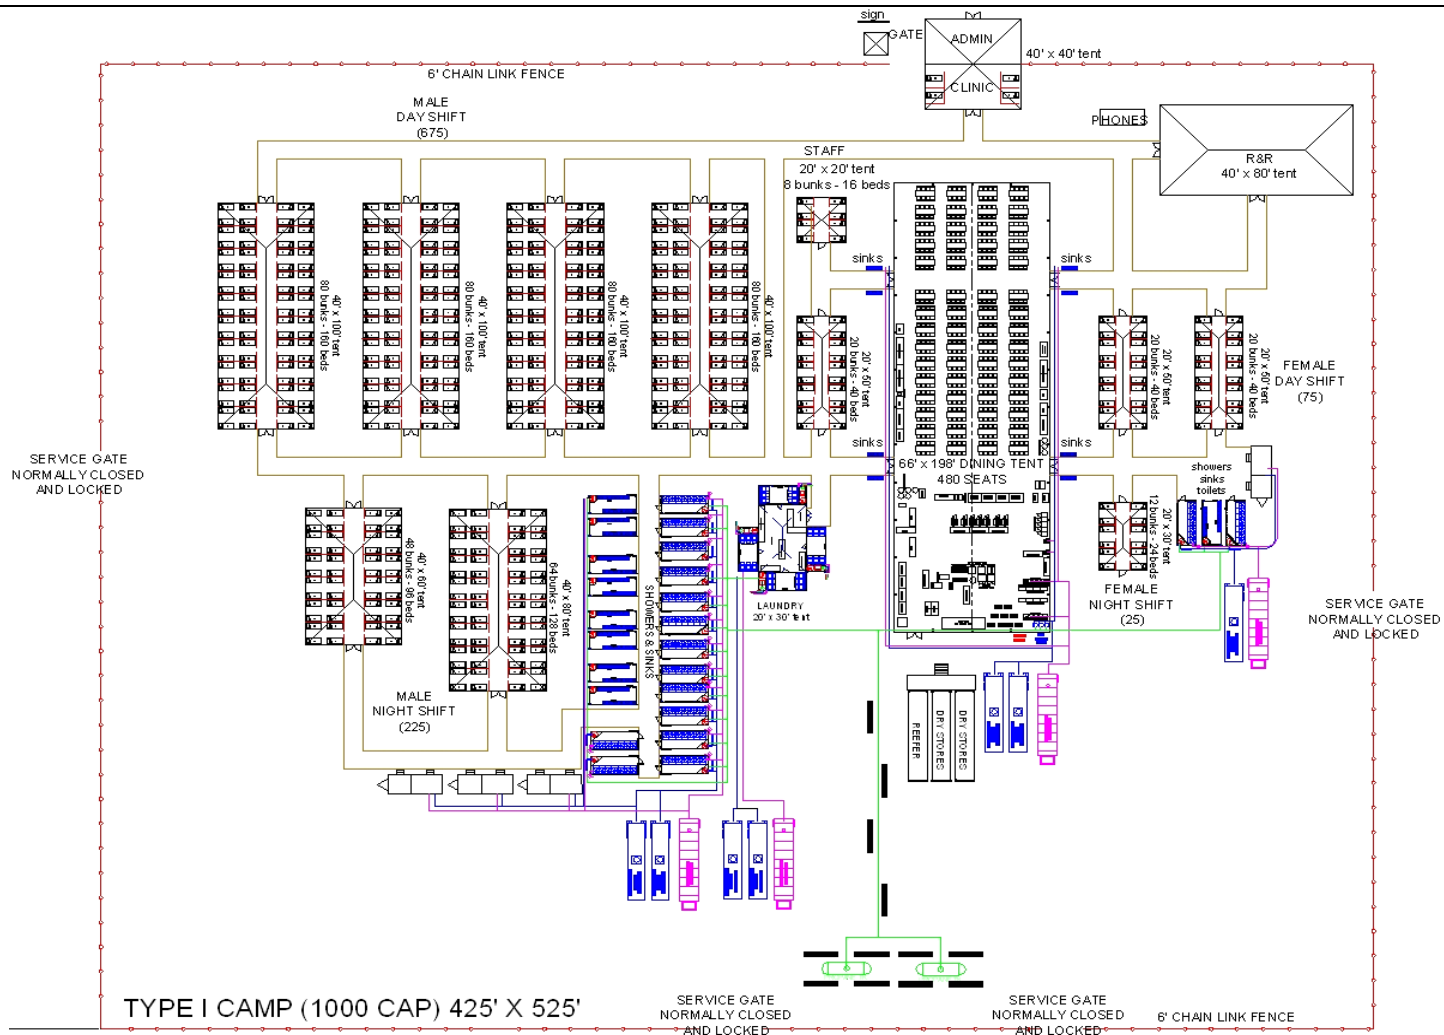 sign
GATE
ADMIN
40' x 40' tent
CLINIC
6' CHAIN LINK FENCE
MALE
DAY SHIFT
(675)
PHONES
R&R
40' x 80' tent
STAFF
20' x 20' tent
8 bunks - 16 beds
sinks
sinks
40' x 100' tent
80 bunks - 160 beds
40' x 100' tent
80 bunks - 160 beds
40' x 100' tent
80 bunks - 160 beds
40' x 100' tent
80 bunks - 160 beds
20' x 50' tent
20 bunks - 40 beds
20' x 50' tent
20 bunks - 40 beds
20' x 50' tent
20 bunks - 40 beds
FEMALE
DAY SHIFT
(75)
sinks
sinks
66' x 198' DINING TENT
480 SEATS
showers
sinks
toilets
SERVICE GATE
NORMALLY CLOSED
AND LOCKED
40' x 60' tent
48 bunks - 96 beds
40' x 80' tent
64 bunks - 128 beds
SHOWERS & SINKS
LAUNDRY
20' x 30' tent
20' x 30' tent
12 bunks - 24 beds
FEMALE
NIGHT SHIFT
(25)
SERVICE GATE
NORMALLY CLOSED
AND LOCKED
MALE
NIGHT SHIFT
(225)
REEFER
DRY STORES
DRY STORES
TYPE I CAMP (1000 CAP) 425' X 525'
SERVICE GATE
NORMALLY CLOSED
AND LOCKED
SERVICE GATE
NORMALLY CLOSED
AND LOCKED
6' CHAIN LINK FENCE